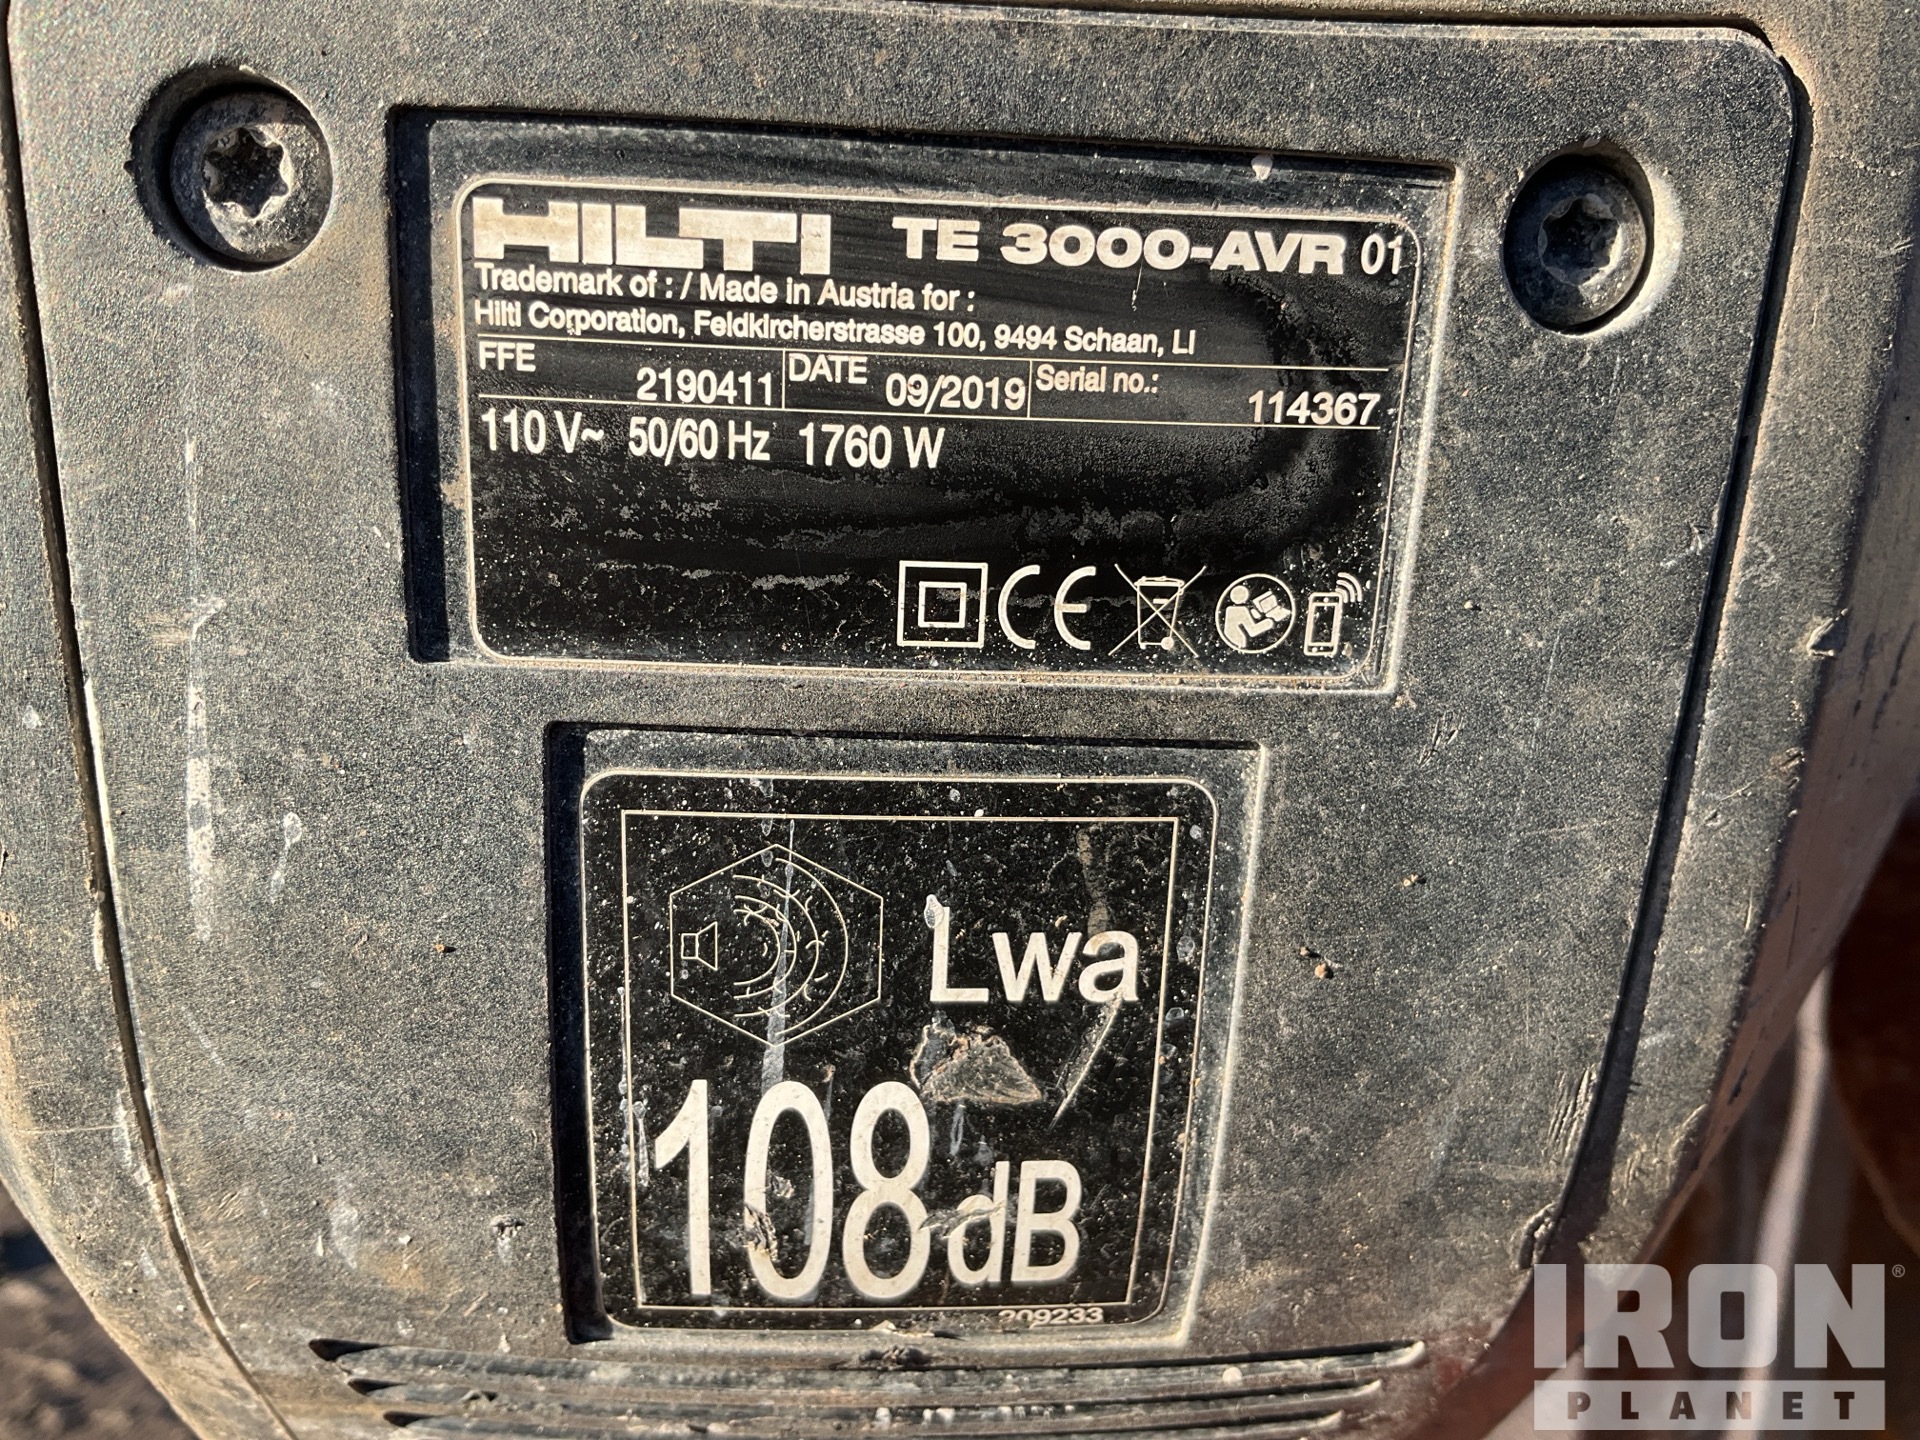 HILTI TE 3000-AVR 01
Trademark of : / Made in Austria for :
Hilti Corporation, Feldkircherstrasse 100, 9494 Schaan, LI
FFE 2190411 DATE 09/2019 Serial no.: 114367
110 V~ 50/60 Hz 1760 W
CE
Lwa
108 dB
209233
IRON®
PLANET